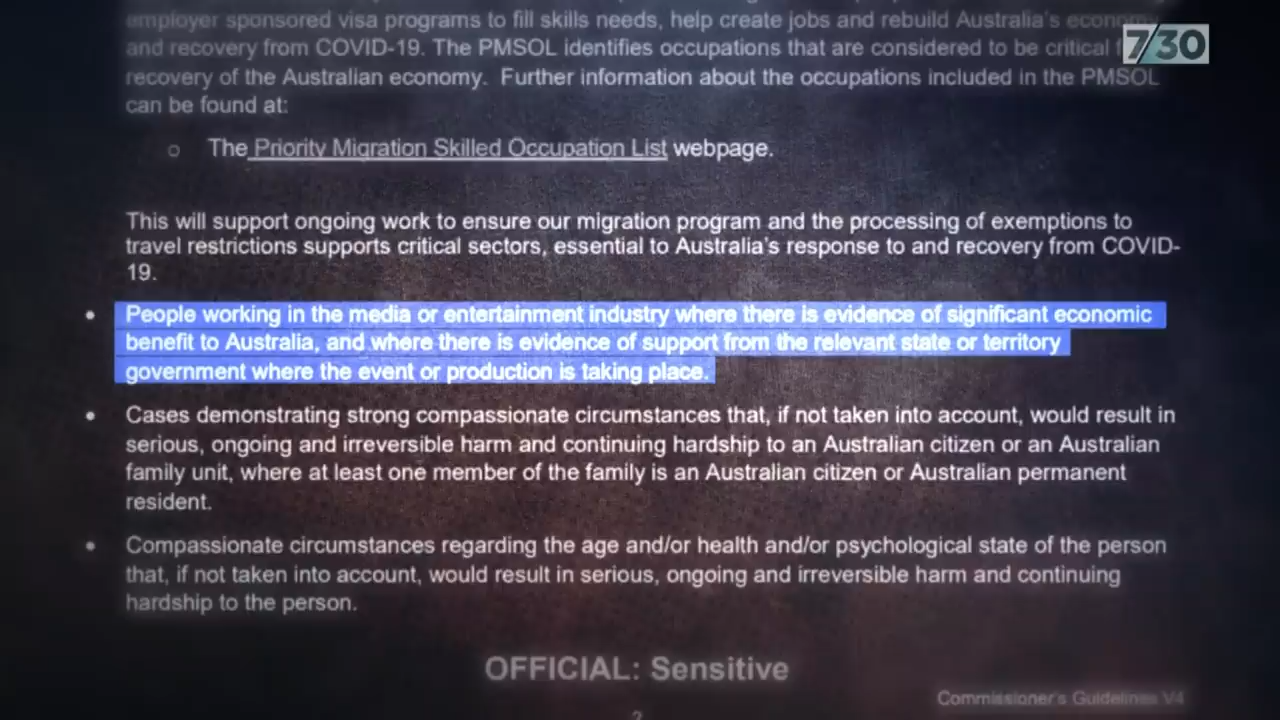 employer sponsored visa programs to fill skills needs, help create jobs and rebuild Australia's economy
7/30
and recovery from COVID-19. The PMSOL identifies occupations that are considered to be critical
recovery of the Australian economy. Further information about the occupations included in the PMSOL
can be found at:
o The Priority Migration Skilled Occupation List webpage.
This will support ongoing work to ensure our migration program and the processing of exemptions to
travel restrictions supports critical sectors, essential to Australia's response to and recovery from COVID-
19.
• People working in the media or entertainment industry where there is evidence of significant economic
benefit to Australia, and where there is evidence of support from the relevant state or territory
government where the event or production is taking place.
• Cases demonstrating strong compassionate circumstances that, if not taken into account, would result in
serious, ongoing and irreversible harm and continuing hardship to an Australian citizen or an Australian
family unit, where at least one member of the family is an Australian citizen or Australian permanent
resident.
• Compassionate circumstances regarding the age and/or health and/or psychological state of the person
that, if not taken into account, would result in serious, ongoing and irreversible harm and continuing
hardship to the person.
OFFICIAL: Sensitive
Commissioner's Guidelines V4